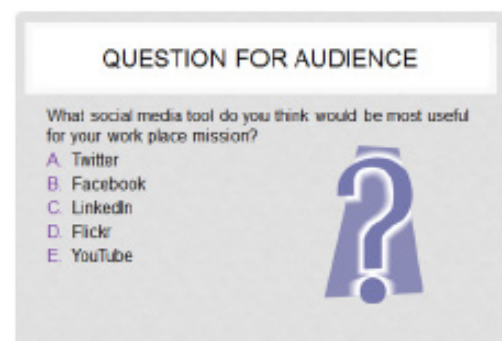 QUESTION FOR AUDIENCE
What social media tool do you think would be most useful
for your work place mission?
A. Twitter
B. Facebook
C. LinkedIn
D. Flickr
E. YouTube
?